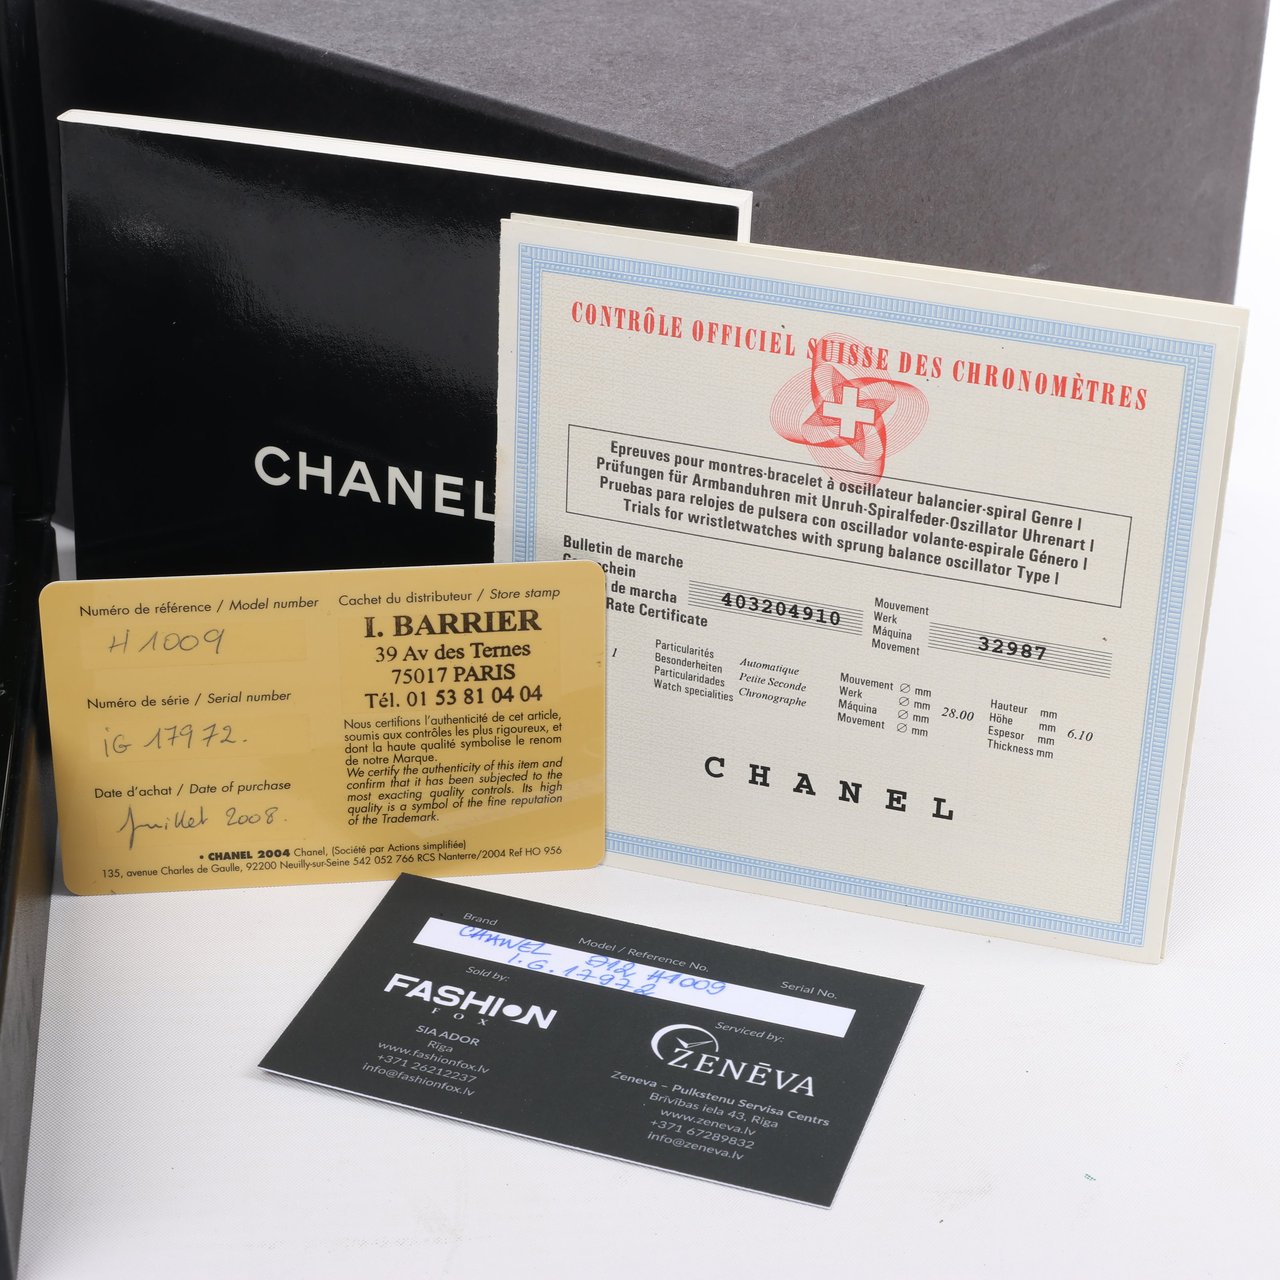 CHANEL
CONTRÔLE OFFICIEL SUISSE DES CHRONOMÈTRES
Epreuves pour montres-bracelet à oscillateur balancier-spiral Genre I
Prüfungen für Armbanduhren mit Unruh-Spiralfeder-Oszillator Uhrenart I
Pruebas para relojes de pulsera con oscillador volante-espirale Género I
Trials for wristletwatches with sprung balance oscillator Type I
Bulletin de marche
chein
de marcha
Rate Certificate
403204910
Mouvement
Werk
Máquina
Movement
32987
1
Particularités
Besonderheiten
Particularidades
Watch specialities
Automatique
Petite Seconde
Chronographe
Mouvement ∅ mm
Werk ∅ mm
Máquina ∅ mm
Movement ∅ mm
28.00
Hauteur mm
Höhe mm
Espesor mm
Thickness mm
6.10
CHANEL
Numéro de référence / Model number
H1009
Numéro de série / Serial number
iG 17972.
Date d'achat / Date of purchase
Juillet 2008.
Cachet du distributeur / Store stamp
I. BARRIER
39 Av des Ternes
75017 PARIS
Tél. 01 53 81 04 04
Nous certifions l'authenticité de cet article,
soumis aux contrôles les plus rigoureux, et
dont la haute qualité symbolise le renom
de notre Marque.
We certify the authenticity of this item and
confirm that it has been subjected to the
most exacting quality controls. Its high
quality is a symbol of the fine reputation
of the Trademark.
• CHANEL 2004 Chanel, (Société par Actions simplifiée)
135, avenue Charles de Gaulle, 92200 Neuilly-sur-Seine 542 052 766 RCS Nanterre/2004 Ref HO 956
Brand
Model / Reference No.
Serial No.
CHANEL J12 H1009
I.G.17972
Sold by:
FASHION
FOX
SIA ADOR
Rīga
www.fashionfox.lv
+371 26212237
info@fashionfox.lv
Serviced by:
ZENĒVA
Zeneva – Pulkstenu Servisa Centrs
Brīvības iela 43, Rīga
www.zeneva.lv
+371 67289832
info@zeneva.lv